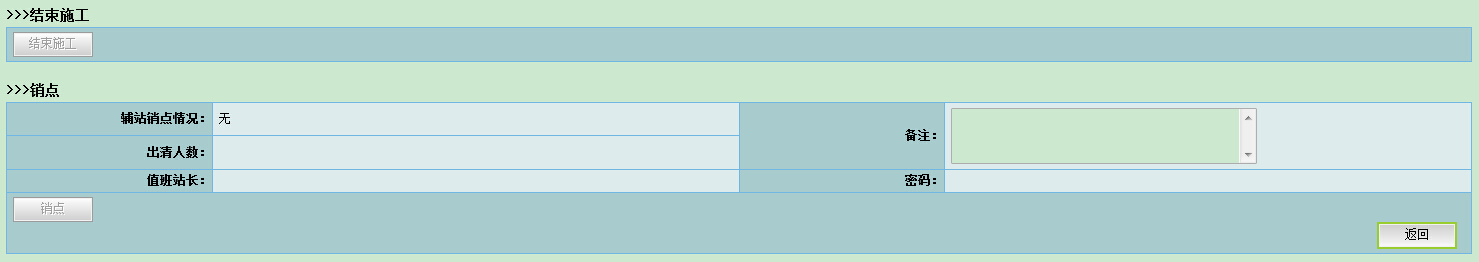 >>>结束施工
结束施工
>>>销点
辅站销点情况： 无
备注：
出清人数：
值班站长：
密码：
销点
返回